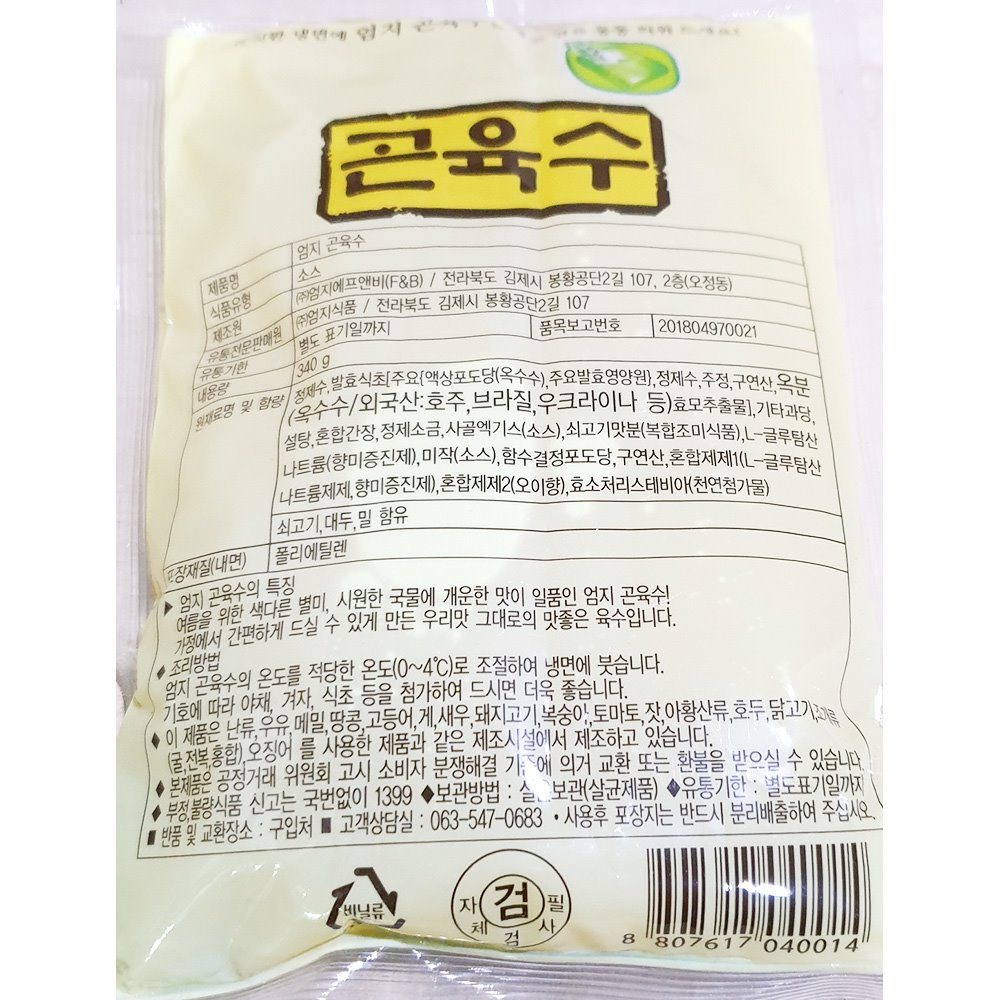 냉면에 엄지
곤육수
제품명 엄지 곤육수
식품유형 소스
제조원 ㈜엄지에프앤비(F&B) / 전라북도 김제시 봉황공단2길 107, 2층(오정동)
유통전문판매원 ㈜엄지식품 / 전라북도 김제시 봉황공단2길 107
유통기한 별도 표기일까지 품목보고번호 201804970021
내용량 340 g
원재료명 및 함량 정제수,발효식초[주요{액상포도당(옥수수),주요발효영양원),정제수,주정,구연산,옥분
(옥수수/외국산:호주,브라질,우크라이나 등)효모추출물],기타과당,
설탕,혼합간장,정제소금,사골엑기스(소스),쇠고기맛분(복합조미식품),L-글루탐산
나트륨(향미증진제),미작(소스),함수결정포도당,구연산,혼합제제1(L-글루탐산
나트륨제제,향미증진제),혼합제제2(오이향),효소처리스테비아(천연첨가물)
쇠고기,대두,밀 함유
포장재질(내면) 폴리에틸렌
▶ 엄지 곤육수의 특징
여름을 위한 색다른 별미, 시원한 국물에 개운한 맛이 일품인 엄지 곤육수!
가정에서 간편하게 드실 수 있게 만든 우리맛 그대로의 맛좋은 육수입니다.
◆ 조리방법
엄지 곤육수의 온도를 적당한 온도(0~4℃)로 조절하여 냉면에 붓습니다.
기호에 따라 야채, 겨자, 식초 등을 첨가하여 드시면 더욱 좋습니다.
◆ 이 제품은 난류,우유,메밀,땅콩,고등어,게,새우,돼지고기,복숭아,토마토,잣,아황산류,호두,닭고기,조개류
(굴,전복,홍합),오징어 를 사용한 제품과 같은 제조시설에서 제조하고 있습니다.
◆ 본제품은 공정거래 위원회 고시 소비자 분쟁해결 기준에 의거 교환 또는 환불을 받으실 수 있습니다.
◆ 부정,불량식품 신고는 국번없이 1399 ◆보관방법 : 실온보관(살균제품) ◆유통기한 : 별도표기일까지
■ 반품 및 교환장소 : 구입처 ■ 고객상담실 : 063-547-0683 • 사용후 포장지는 반드시 분리배출하여 주십시오.
비닐류
자체검사필
검
8 807617 040014